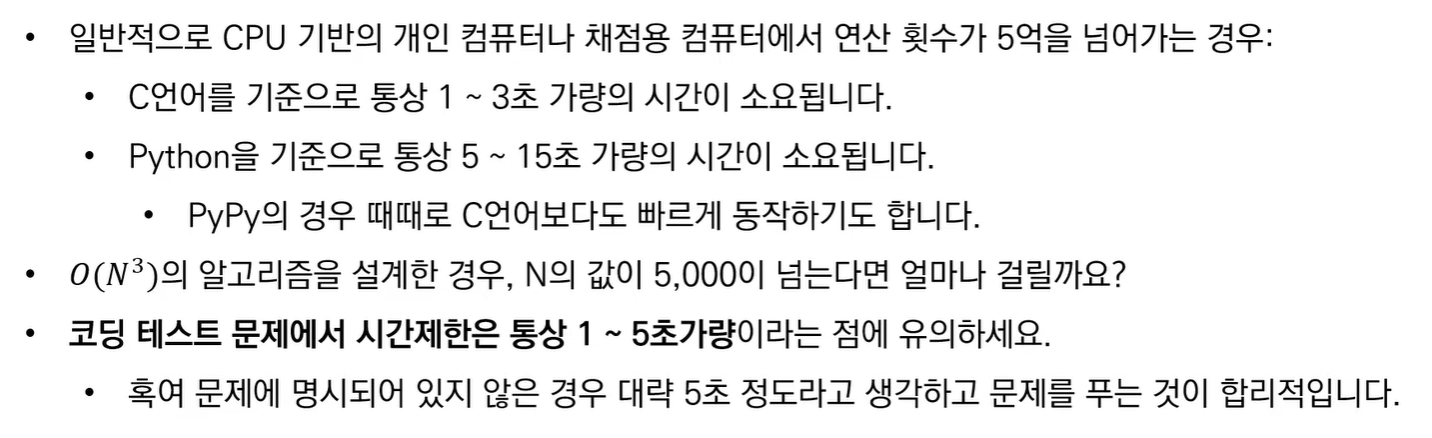 • 일반적으로 CPU 기반의 개인 컴퓨터나 채점용 컴퓨터에서 연산 횟수가 5억을 넘어가는 경우:
• C언어를 기준으로 통상 1 ~ 3초 가량의 시간이 소요됩니다.
• Python을 기준으로 통상 5 ~ 15초 가량의 시간이 소요됩니다.
• PyPy의 경우 때때로 C언어보다도 빠르게 동작하기도 합니다.
• O(N³)의 알고리즘을 설계한 경우, N의 값이 5,000이 넘는다면 얼마나 걸릴까요?
• 코딩 테스트 문제에서 시간제한은 통상 1 ~ 5초가량이라는 점에 유의하세요.
• 혹여 문제에 명시되어 있지 않은 경우 대략 5초 정도라고 생각하고 문제를 푸는 것이 합리적입니다.